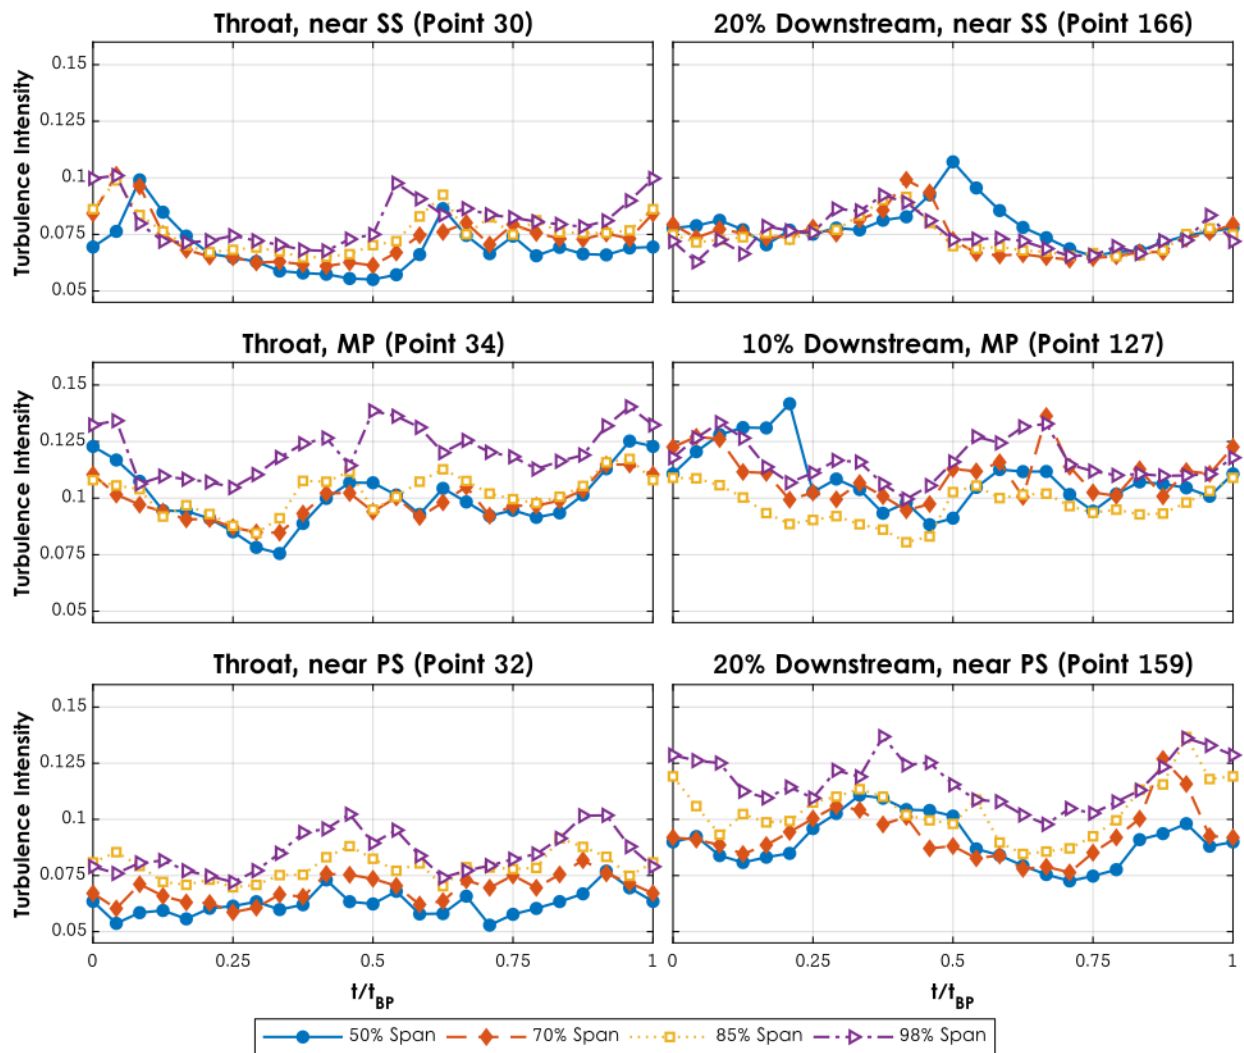 Throat, near SS (Point 30)
20% Downstream, near SS (Point 166)
Turbulence Intensity
0.15
0.125
0.1
0.075
0.05
Throat, MP (Point 34)
10% Downstream, MP (Point 127)
Turbulence Intensity
0.15
0.125
0.1
0.075
0.05
Throat, near PS (Point 32)
20% Downstream, near PS (Point 159)
Turbulence Intensity
0.15
0.125
0.1
0.075
0.05
0 0.25 0.5 0.75 1
0 0.25 0.5 0.75 1
t/tBP
t/tBP
50% Span 70% Span 85% Span 98% Span